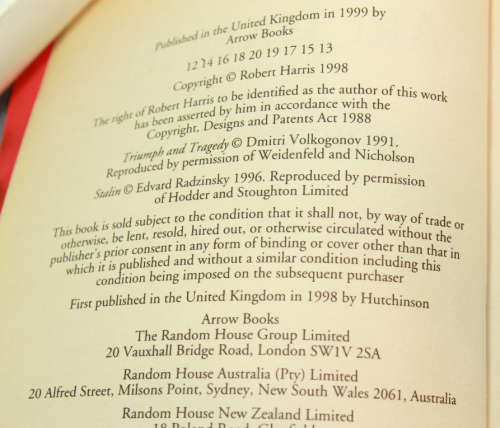 Published in the United Kingdom in 1999 by
Arrow Books
12 14 16 18 20 19 17 15 13
Copyright © Robert Harris 1998
The right of Robert Harris to be identified as the author of this work
has been asserted by him in accordance with the
Copyright, Designs and Patents Act 1988
Triumph and Tragedy © Dmitri Volkogonov 1991.
Reproduced by permission of Weidenfeld and Nicholson
Stalin © Edvard Radzinsky 1996. Reproduced by permission
of Hodder and Stoughton Limited
This book is sold subject to the condition that it shall not, by way of trade or
otherwise, be lent, resold, hired out, or otherwise circulated without the
publisher's prior consent in any form of binding or cover other than that in
which it is published and without a similar condition including this
condition being imposed on the subsequent purchaser
First published in the United Kingdom in 1998 by Hutchinson
Arrow Books
The Random House Group Limited
20 Vauxhall Bridge Road, London SW1V 2SA
Random House Australia (Pty) Limited
20 Alfred Street, Milsons Point, Sydney, New South Wales 2061, Australia
Random House New Zealand Limited
18 Poland Road,